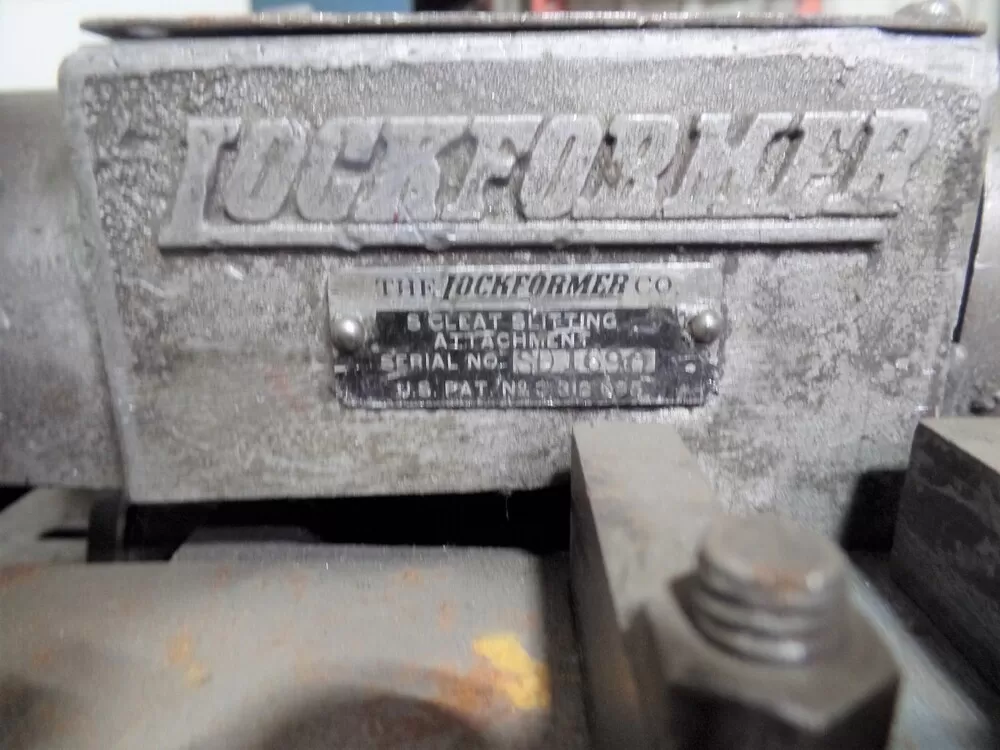 LOCKFORMER
THE LOCKFORMER CO
S CLEAT SLITTING
ATTACHMENT
SERIAL NO.
U.S. PAT. No